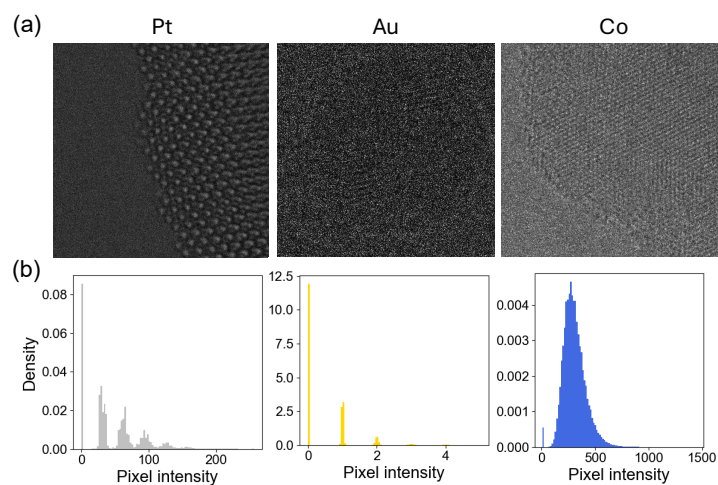 (a)
Pt Au Co
(b)
Density
0.08
0.06
0.04
0.02
0.00
0 100 200
Pixel intensity
12.5
10.0
7.5
5.0
2.5
0.0
0 2 4
Pixel intensity
0.004
0.003
0.002
0.001
0.000
0 500 1000 1500
Pixel intensity